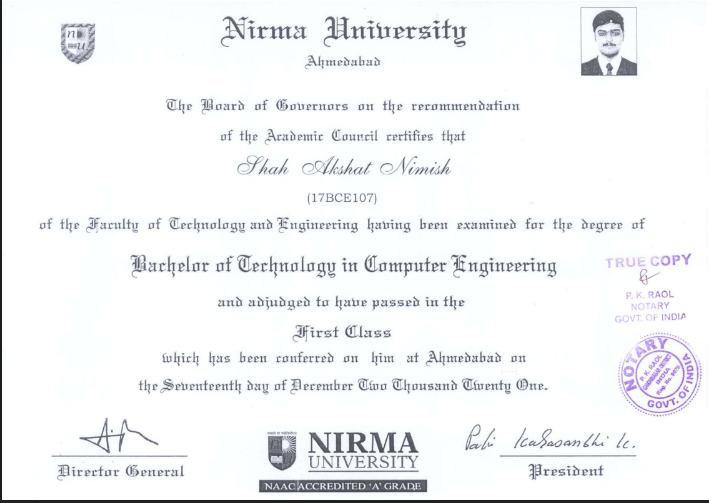 Nirma University
Ahmedabad
The Board of Governors on the recommendation
of the Academic Council certifies that
Shah Akshat Nimish
(17BCE107)
of the Faculty of Technology and Engineering having been examined for the degree of
Bachelor of Technology in Computer Engineering
and adjudged to have passed in the
First Class
which has been conferred on him at Ahmedabad on
the Seventeenth day of December Two Thousand Twenty One.
TRUE COPY
P. K. RAOL
NOTARY
GOVT. OF INDIA
NOTARY
P. K. RAOL
INDIA
GOVT. OF INDIA
Director General
NIRMA
UNIVERSITY
NAAC ACCREDITED 'A' GRADE
President